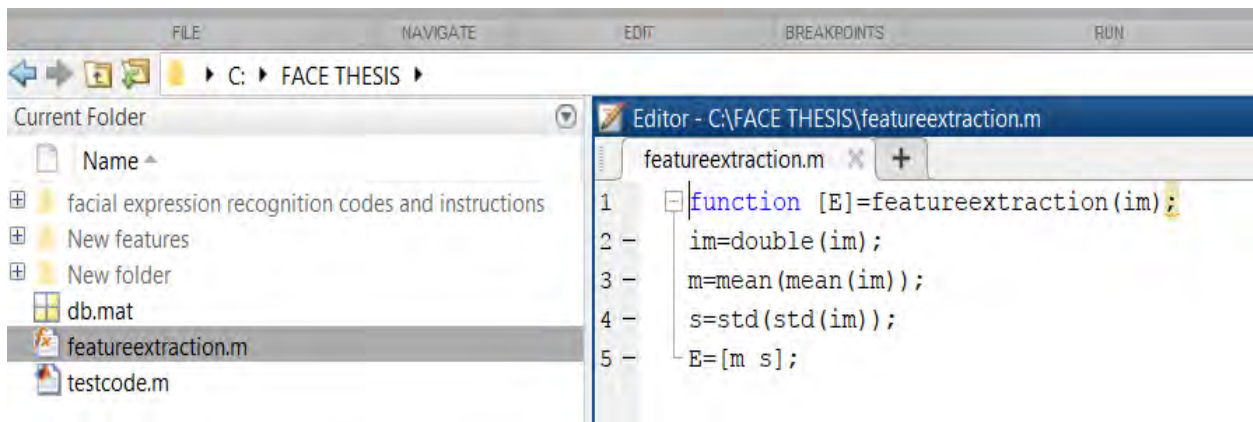 FILE NAVIGATE EDIT BREAKPOINTS RUN
C: FACE THESIS
Current Folder
Name
facial expression recognition codes and instructions
New features
New folder
db.mat
featureextraction.m
testcode.m
Editor - C:\FACE THESIS\featureextraction.m
featureextraction.m
1 function [E]=featureextraction(im);
2 - im=double(im);
3 - m=mean(mean(im));
4 - s=std(std(im));
5 - E=[m s];